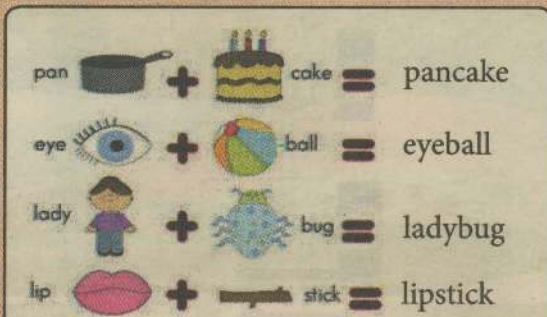 pan + cake = pancake
eye + ball = eyeball
lady + bug = ladybug
lip + stick = lipstick